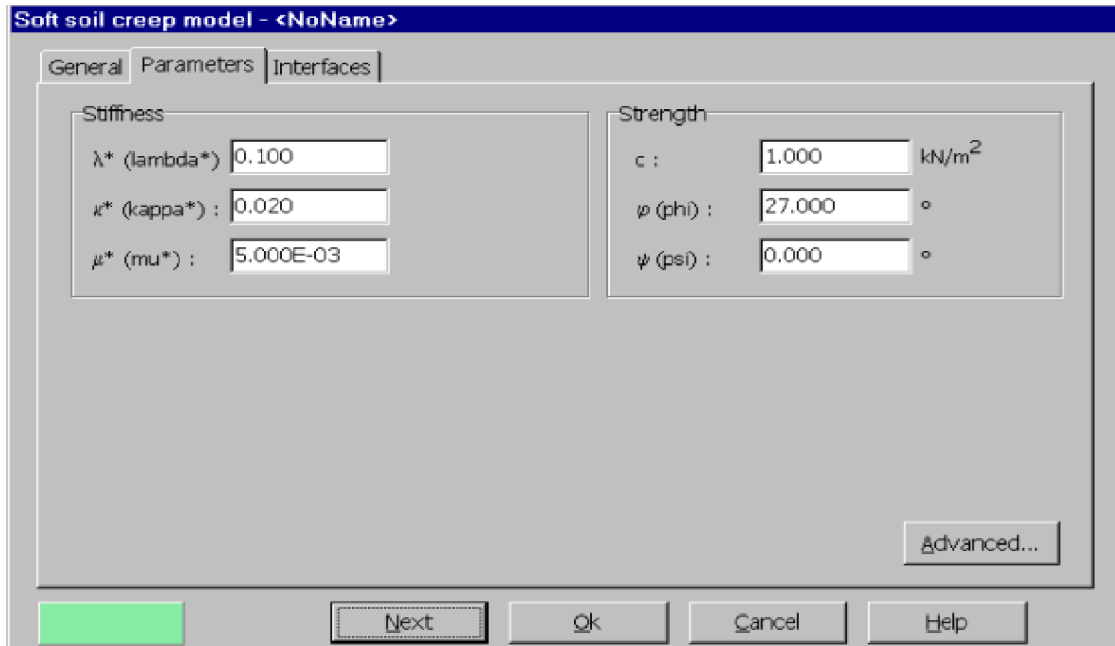 Soft soil creep model - <NoName>
General Parameters Interfaces
Stiffness
λ* (lambda*) 0.100
κ* (kappa*) : 0.020
μ* (mu*) : 5.000E-03
Strength
c : 1.000 kN/m²
φ (phi) : 27.000 °
ψ (psi) : 0.000 °
Advanced...
Next Ok Cancel Help